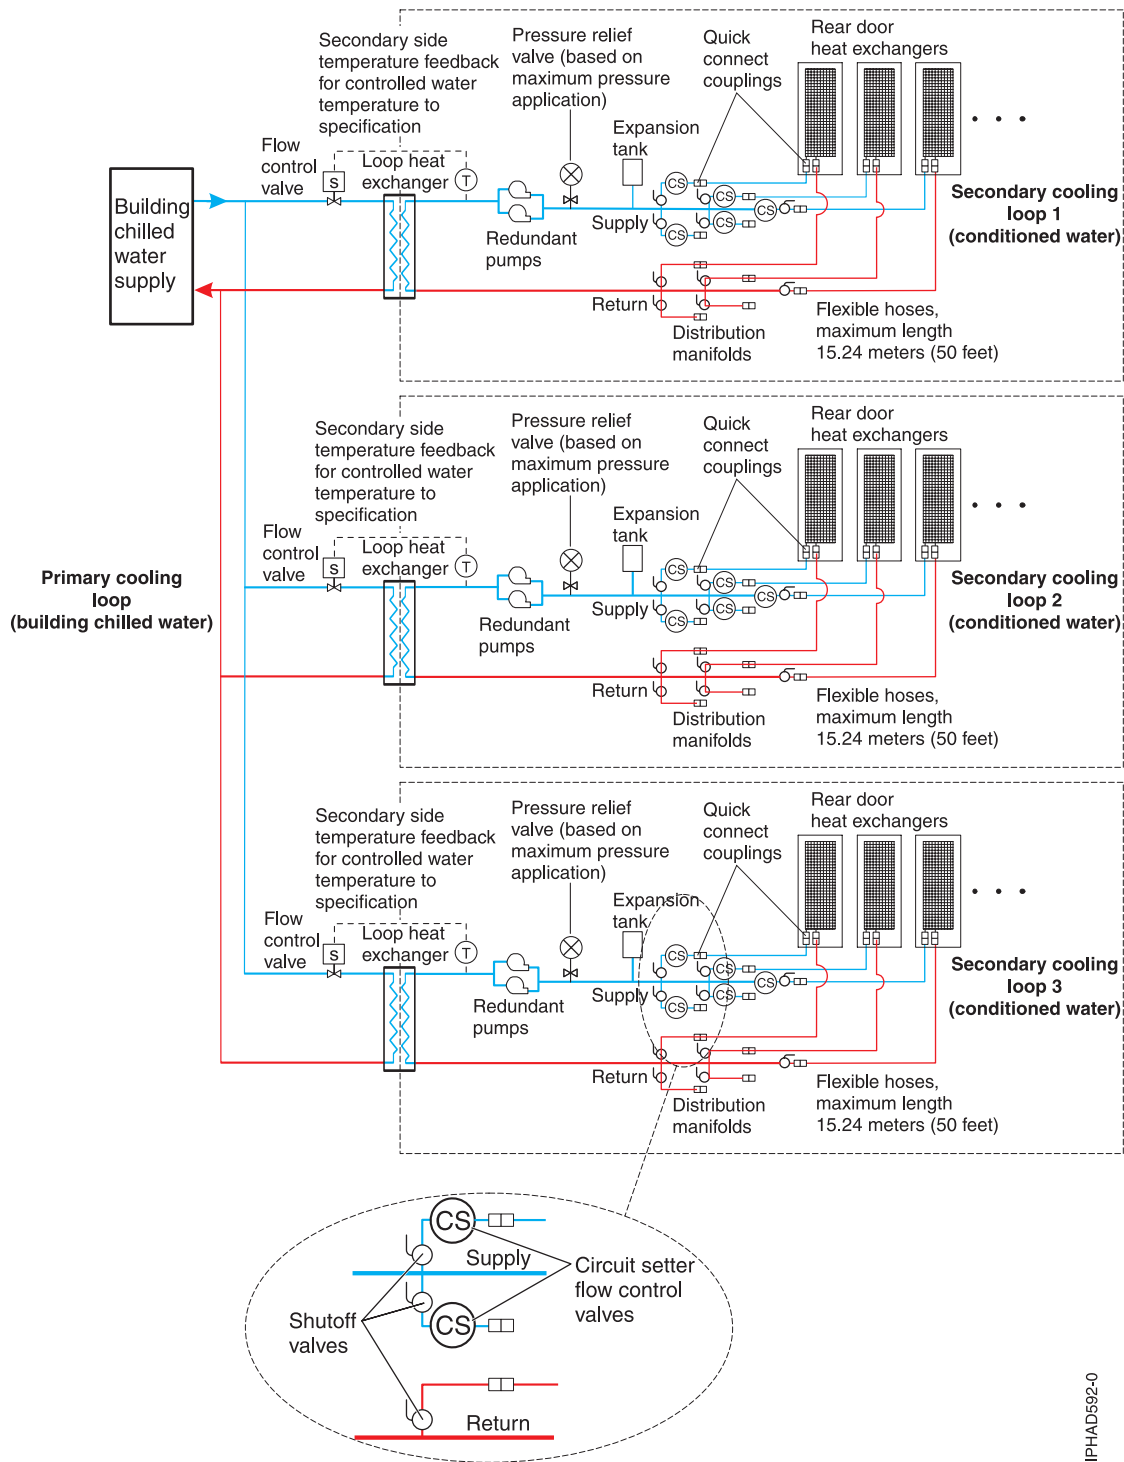 Secondary side
temperature feedback
for controlled water
temperature to
specification
Pressure relief
valve (based on
maximum pressure
application)
Quick
connect
couplings
Rear door
heat exchangers
Flow
control
valve
S
Loop heat
exchanger
T
Expansion
tank
Building
chilled
water
supply
Redundant
pumps
Supply
CS
CS
CS
CS
CS
Secondary cooling
loop 1
(conditioned water)
Return
Distribution
manifolds
Flexible hoses,
maximum length
15.24 meters (50 feet)
Secondary side
temperature feedback
for controlled water
temperature to
specification
Pressure relief
valve (based on
maximum pressure
application)
Quick
connect
couplings
Rear door
heat exchangers
Flow
control
valve
S
Loop heat
exchanger
T
Expansion
tank
Primary cooling
loop
(building chilled water)
Redundant
pumps
Supply
CS
CS
CS
CS
CS
Secondary cooling
loop 2
(conditioned water)
Return
Distribution
manifolds
Flexible hoses,
maximum length
15.24 meters (50 feet)
Secondary side
temperature feedback
for controlled water
temperature to
specification
Pressure relief
valve (based on
maximum pressure
application)
Quick
connect
couplings
Rear door
heat exchangers
Flow
control
valve
S
Loop heat
exchanger
T
Expansion
tank
Redundant
pumps
Supply
CS
CS
CS
CS
CS
Secondary cooling
loop 3
(conditioned water)
Return
Distribution
manifolds
Flexible hoses,
maximum length
15.24 meters (50 feet)
CS
Supply
CS
Circuit setter
flow control
valves
Shutoff
valves
Return
IPHAD592-0